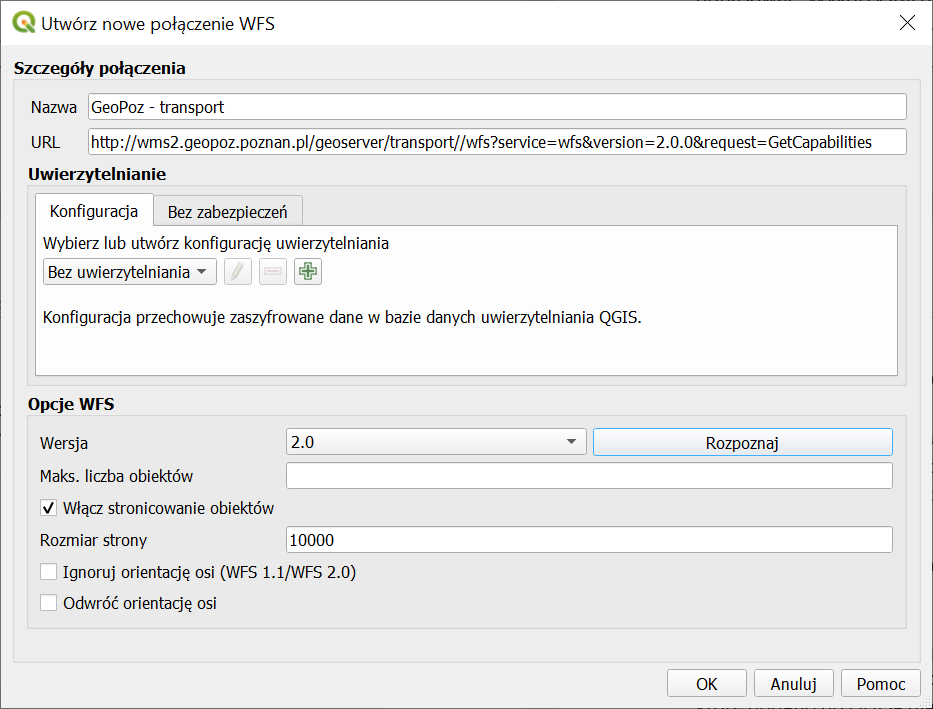 Utwórz nowe połączenie WFS
Szczegóły połączenia
Nazwa GeoPoz - transport
URL http://wms2.geopoz.poznan.pl/geoserver/transport//wfs?service=wfs&version=2.0.0&request=GetCapabilities
Uwierzytelnianie
Konfiguracja Bez zabezpieczeń
Wybierz lub utwórz konfigurację uwierzytelniania
Bez uwierzytelniania
Konfiguracja przechowuje zaszyfrowane dane w bazie danych uwierzytelniania QGIS.
Opcje WFS
Wersja 2.0 Rozpoznaj
Maks. liczba obiektów
Włącz stronicowanie obiektów
Rozmiar strony 10000
Ignoruj orientację osi (WFS 1.1/WFS 2.0)
Odwróć orientację osi
OK Anuluj Pomoc